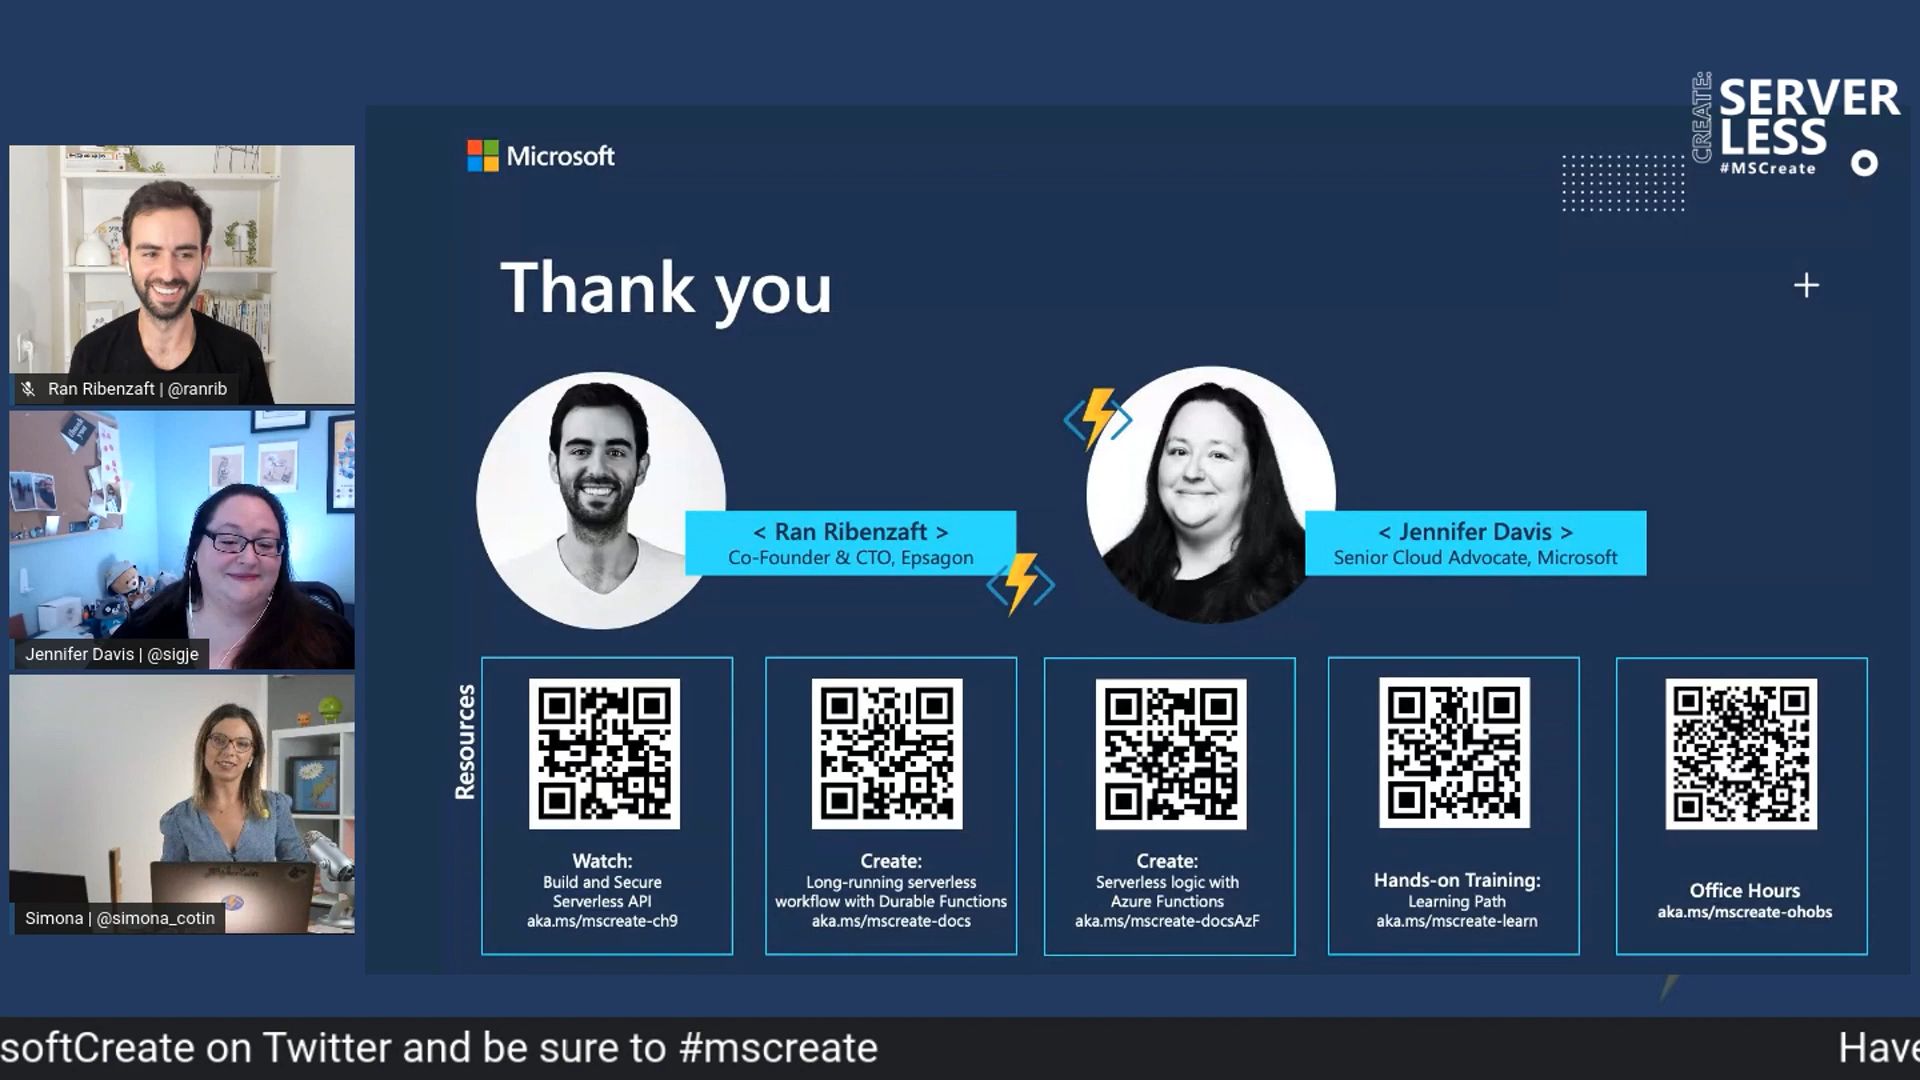 CREATE:
SERVER
LESS
#MSCreate
Microsoft
Thank you
Ran Ribenzaft | @ranrib
Jennifer Davis | @sigje
Simona | @simona_cotin
< Ran Ribenzaft >
Co-Founder & CTO, Epsagon
< Jennifer Davis >
Senior Cloud Advocate, Microsoft
Resources
Watch:
Build and Secure
Serverless API
aka.ms/mscreate-ch9
Create:
Long-running serverless
workflow with Durable Functions
aka.ms/mscreate-docs
Create:
Serverless logic with
Azure Functions
aka.ms/mscreate-docsAzF
Hands-on Training:
Learning Path
aka.ms/mscreate-learn
Office Hours
aka.ms/mscreate-ohobs
softCreate on Twitter and be sure to #mscreate
Have